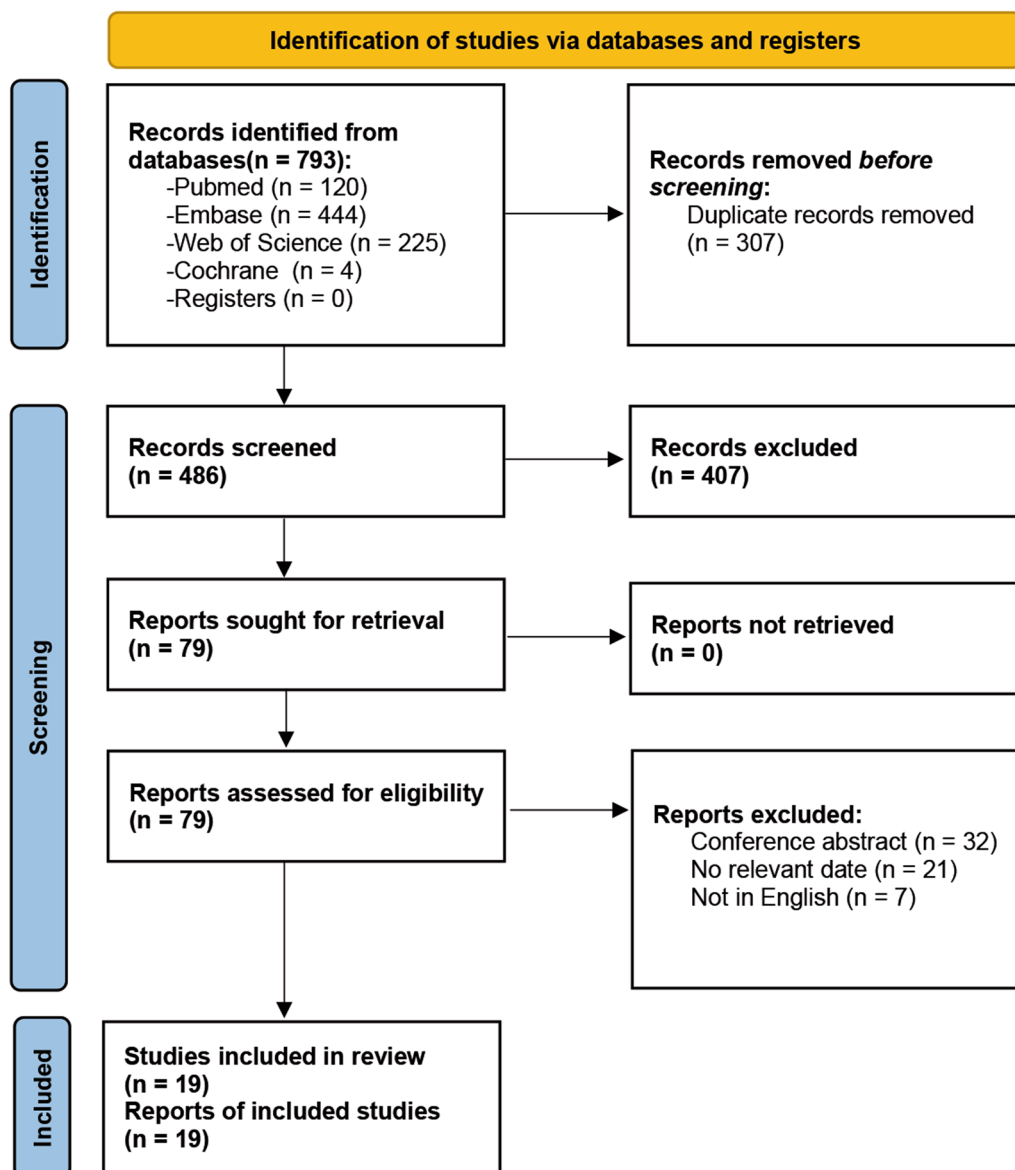 Identification of studies via databases and registers
Identification
Records identified from
databases(n = 793):
-Pubmed (n = 120)
-Embase (n = 444)
-Web of Science (n = 225)
-Cochrane  (n = 4)
-Registers (n = 0)
Records removed before
screening:
Duplicate records removed
(n = 307)
Screening
Records screened
(n = 486)
Records excluded
(n = 407)
Reports sought for retrieval
(n = 79)
Reports not retrieved
(n = 0)
Reports assessed for eligibility
(n = 79)
Reports excluded:
Conference abstract (n = 32)
No relevant date (n = 21)
Not in English (n = 7)
Included
Studies included in review
(n = 19)
Reports of included studies
(n = 19)